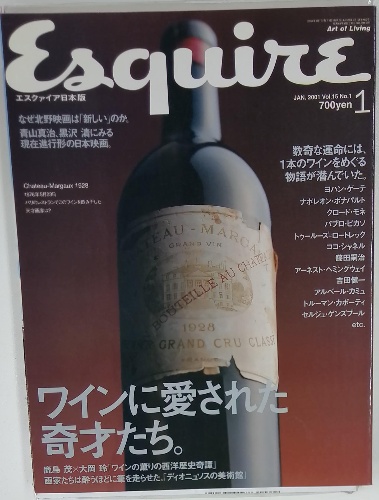 Art of Living
Esquire
エスクァイア日本版
JAN. 2001 Vol.15 No.1
700yen
1
なぜ北野映画は「新しい」のか。
青山真治、黒沢 清にみる
現在進行形の日本映画。
数奇な運命には、
1本のワインをめぐる
物語が潜んでいた。
Chateau-Margaux 1928
ヨハン・ゲーテ
ナポレオン・ボナパルト
クロード・モネ
パブロ・ピカソ
トゥールーズ=ロートレック
ココ・シャネル
藤田嗣治
アーネスト・ヘミングウェイ
吉田健一
アルベール・カミュ
トルーマン・カポーティ
セルジュ・ゲンズブール
etc.
CHATEAU-MARGAUX
GRAND VIN
BOUTEILLE AU CHATEAU
1928
GRAND CRU CLASSE
ワインに愛された
奇才たち。
鹿島 茂×大岡 玲「ワインの薫りの西洋歴史奇譚」
画家たちは酔うほどに筆を走らせた。「ディオニュソスの美術館」